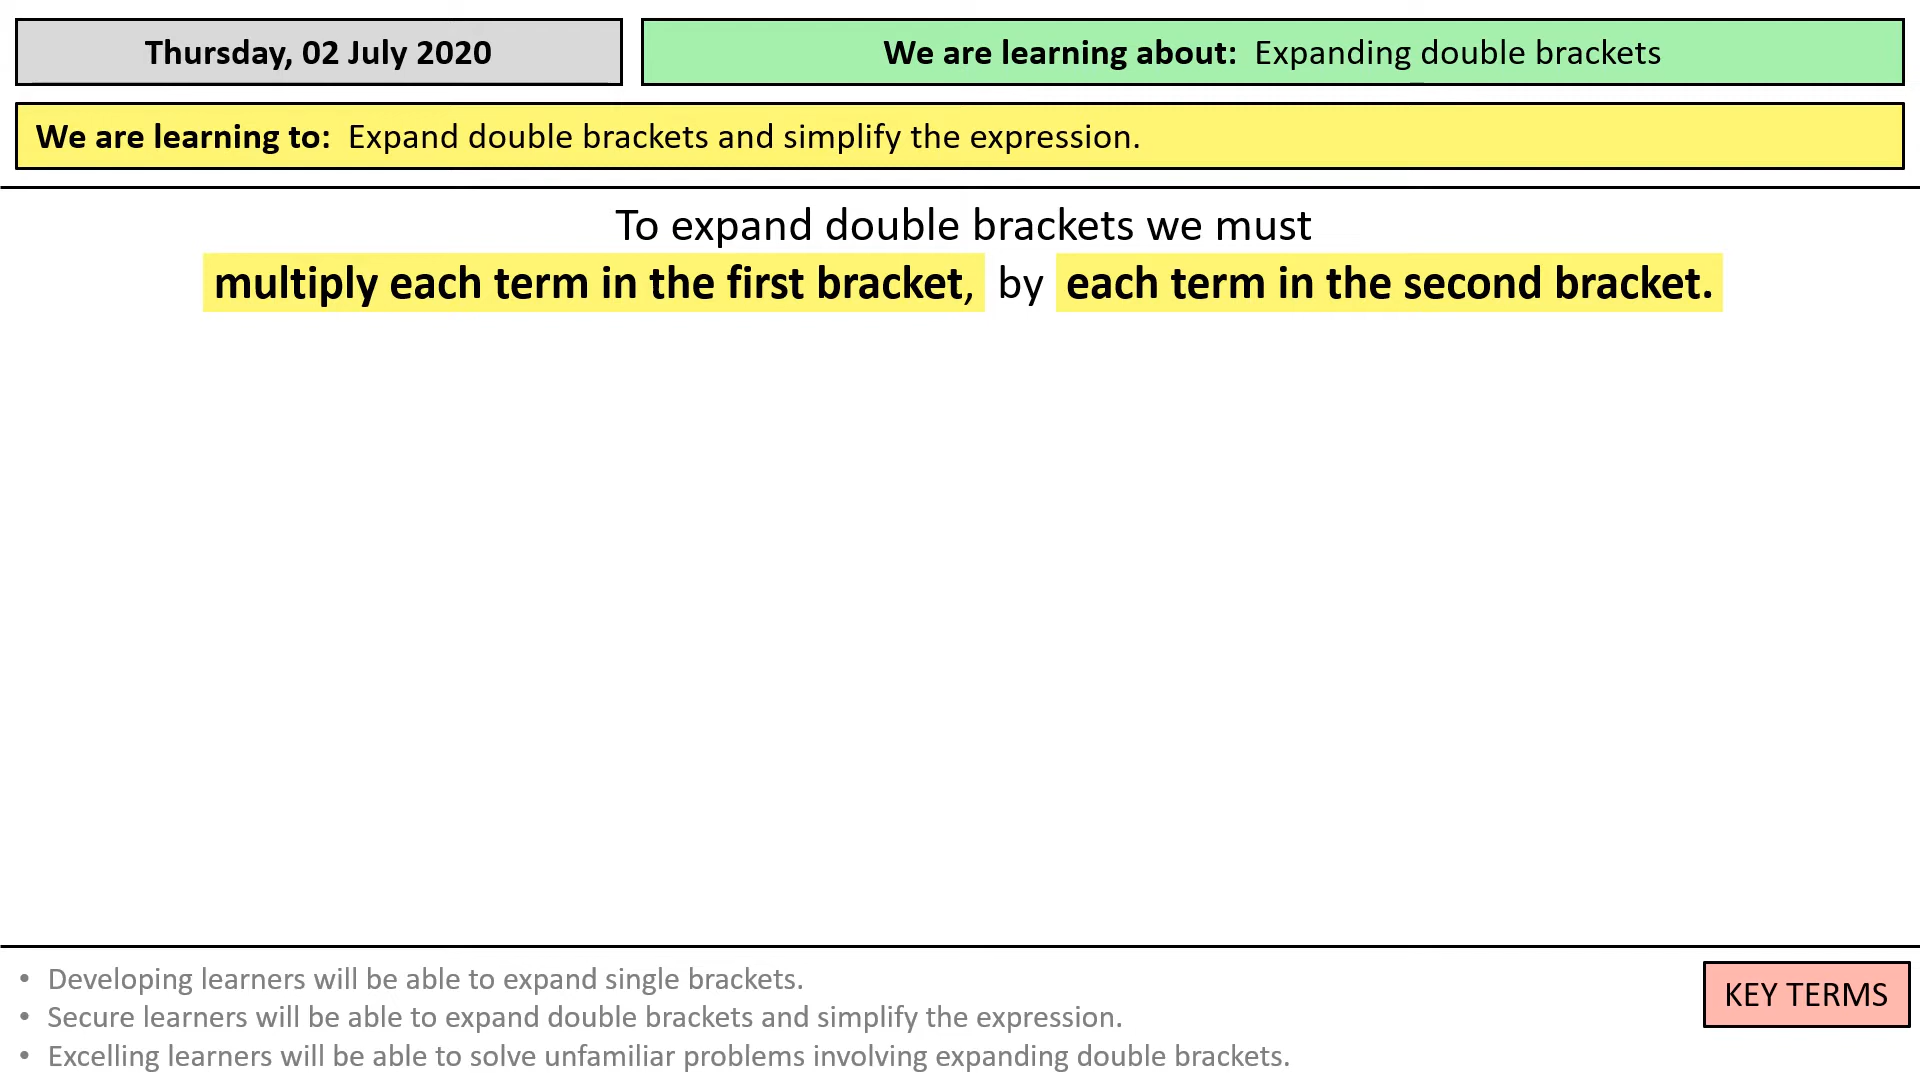 Thursday, 02 July 2020
We are learning about: Expanding double brackets
We are learning to: Expand double brackets and simplify the expression.
To expand double brackets we must
multiply each term in the first bracket, by each term in the second bracket.
• Developing learners will be able to expand single brackets.
• Secure learners will be able to expand double brackets and simplify the expression.
• Excelling learners will be able to solve unfamiliar problems involving expanding double brackets.
KEY TERMS